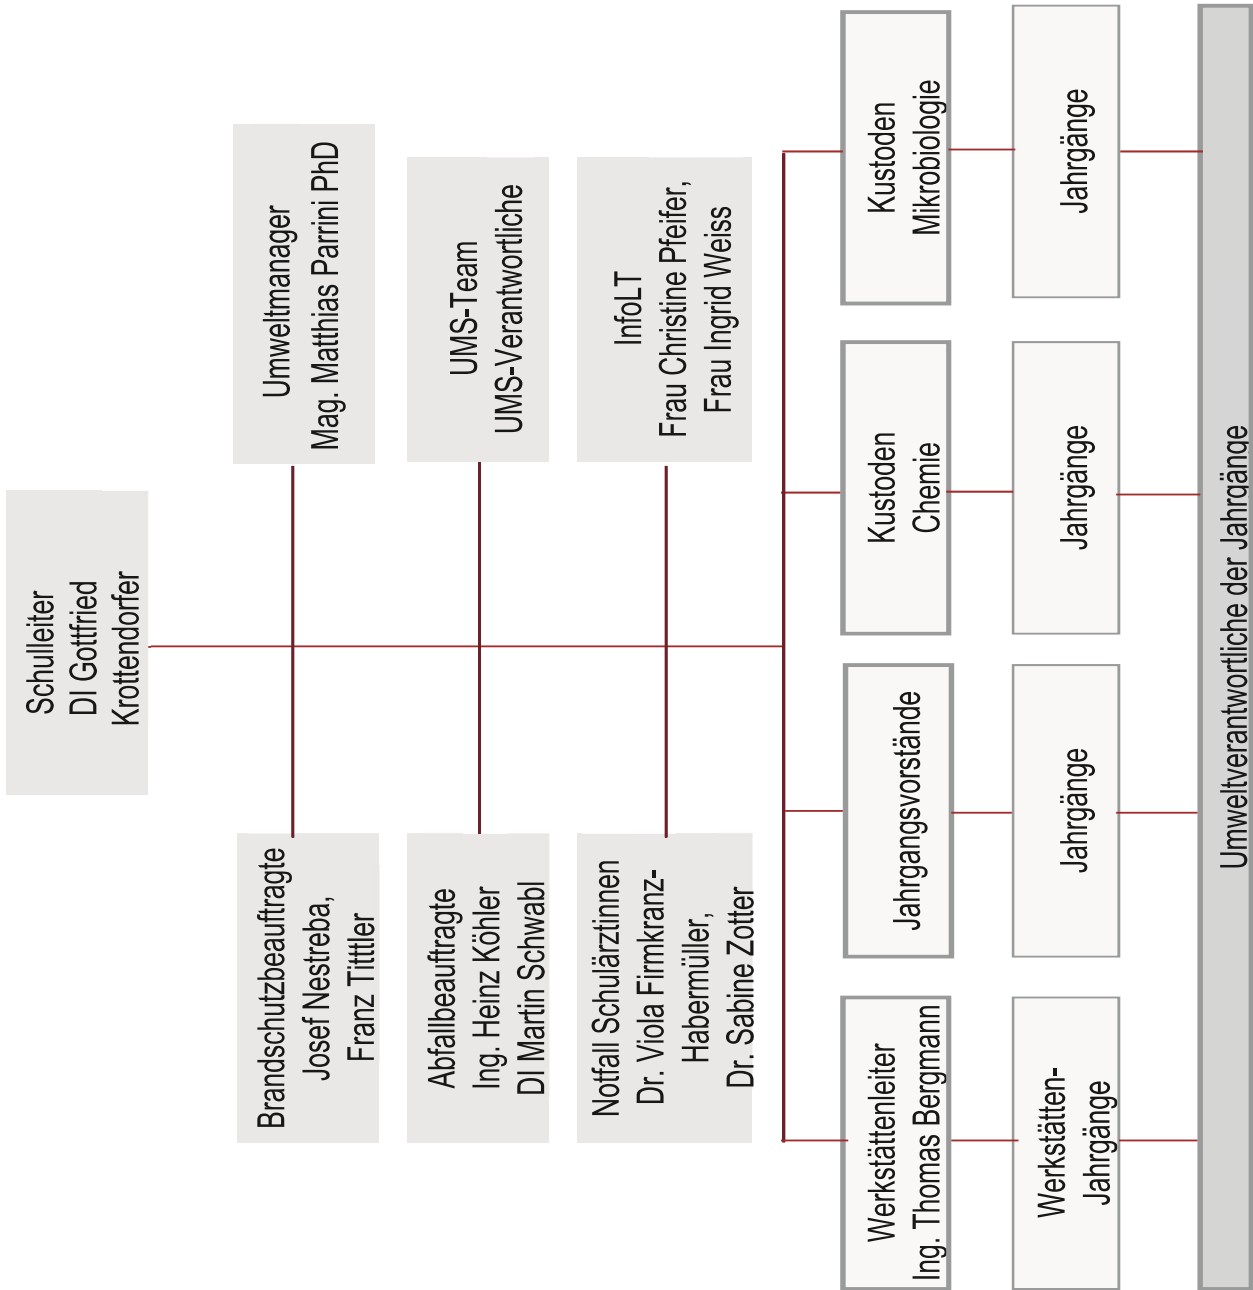 Schulleiter
DI Gottfried
Krottendorfer
Brandschutzbeauftragte
Josef Nestreba,
Franz Titttler
Umweltmanager
Mag. Matthias Parrini PhD
Abfallbeauftragte
Ing. Heinz Köhler
DI Martin Schwabl
UMS-Team
UMS-Verantwortliche
Notfall Schulärztinnen
Dr. Viola Firmkranz-
Habermüller,
Dr. Sabine Zotter
InfoLT
Frau Christine Pfeifer,
Frau Ingrid Weiss
Werkstättenleiter
Ing. Thomas Bergmann
Jahrgangsvorstände
Kustoden
Chemie
Kustoden
Mikrobiologie
Werkstätten-
Jahrgänge
Jahrgänge
Jahrgänge
Jahrgänge
Umweltverantwortliche der Jahrgänge